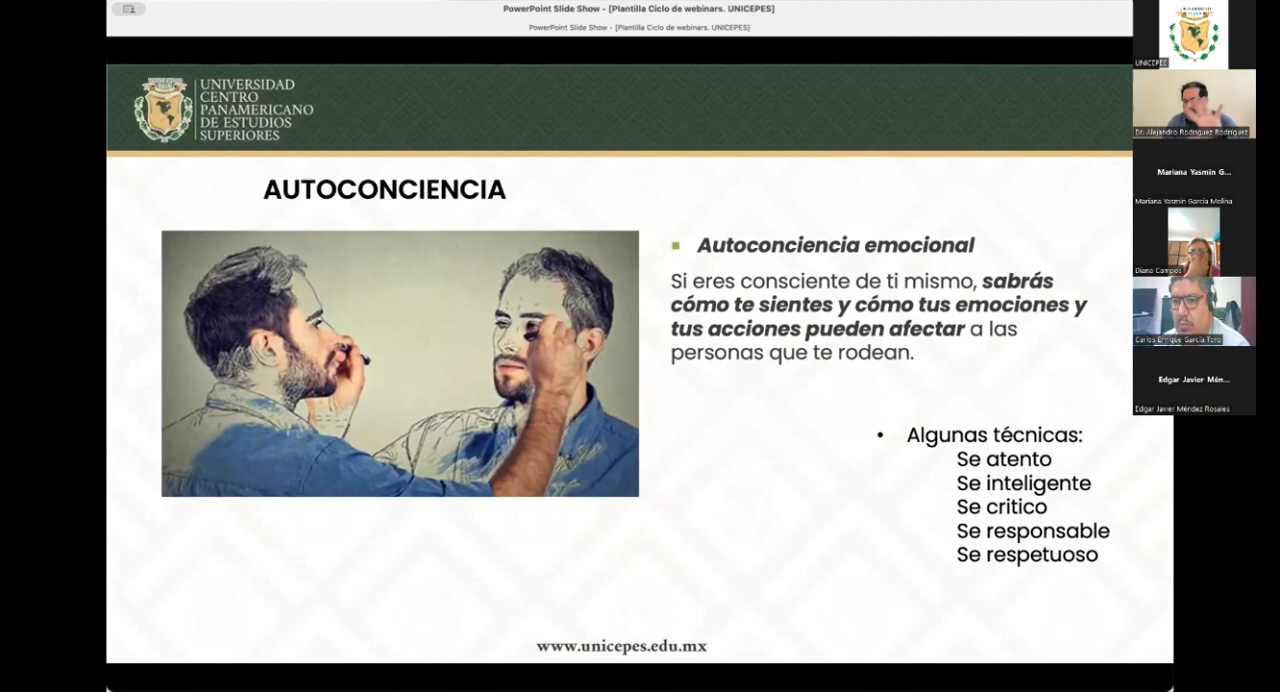 PowerPoint Slide Show - [Plantilla Ciclo de webinars. UNICEPES]
PowerPoint Slide Show - [Plantilla Ciclo de webinars. UNICEPES]
UNIVERSIDAD
CENTRO
PANAMERICANO
DE ESTUDIOS
SUPERIORES
AUTOCONCIENCIA
Autoconciencia emocional
Si eres consciente de ti mismo, sabrás
cómo te sientes y cómo tus emociones y
tus acciones pueden afectar a las
personas que te rodean.
• Algunas técnicas:
Se atento
Se inteligente
Se critico
Se responsable
Se respetuoso
www.unicepes.edu.mx
UNICEPES
Dr. Alejandro Rodríguez Rodríguez
Mariana Yasmin G...
Mariana Yasmin Garcia Molina
Diana Campos
Carlos Enrique García Toro
Edgar Javier Mén...
Edgar Javier Méndez Rosales